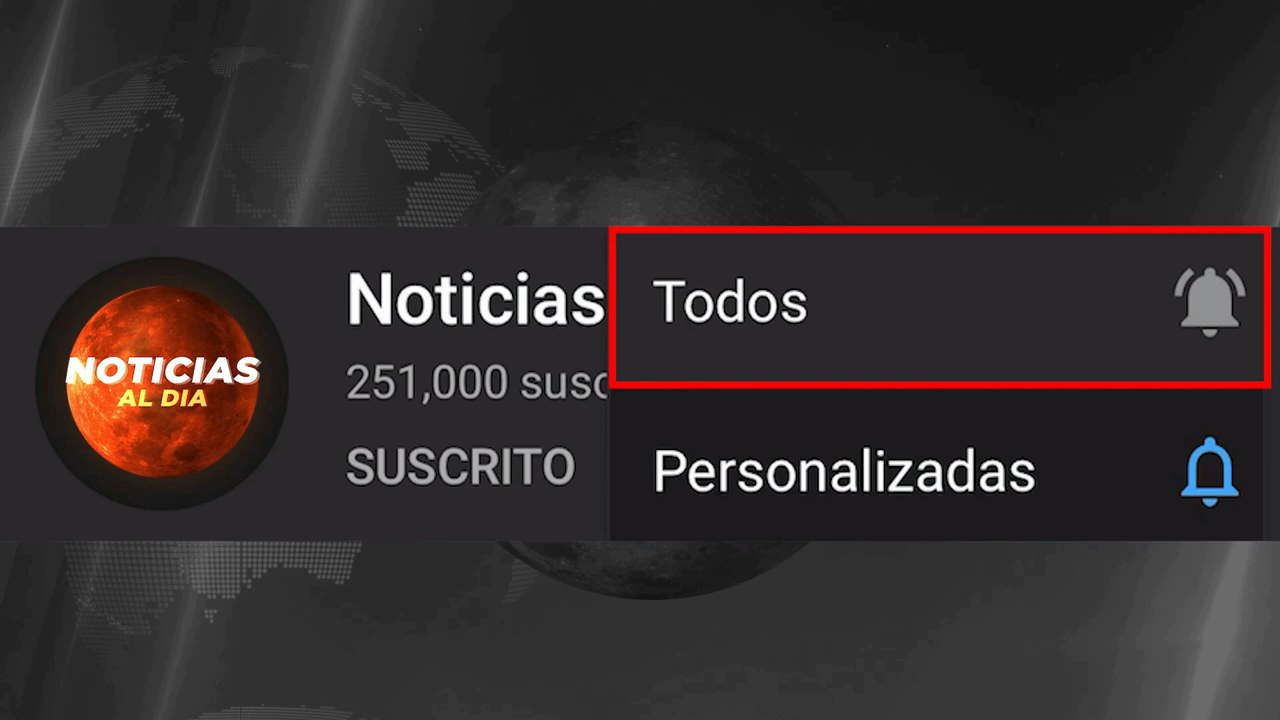 NOTICIAS
AL DIA
Noticias
251,000 susc
SUSCRITO
Todos
Personalizadas